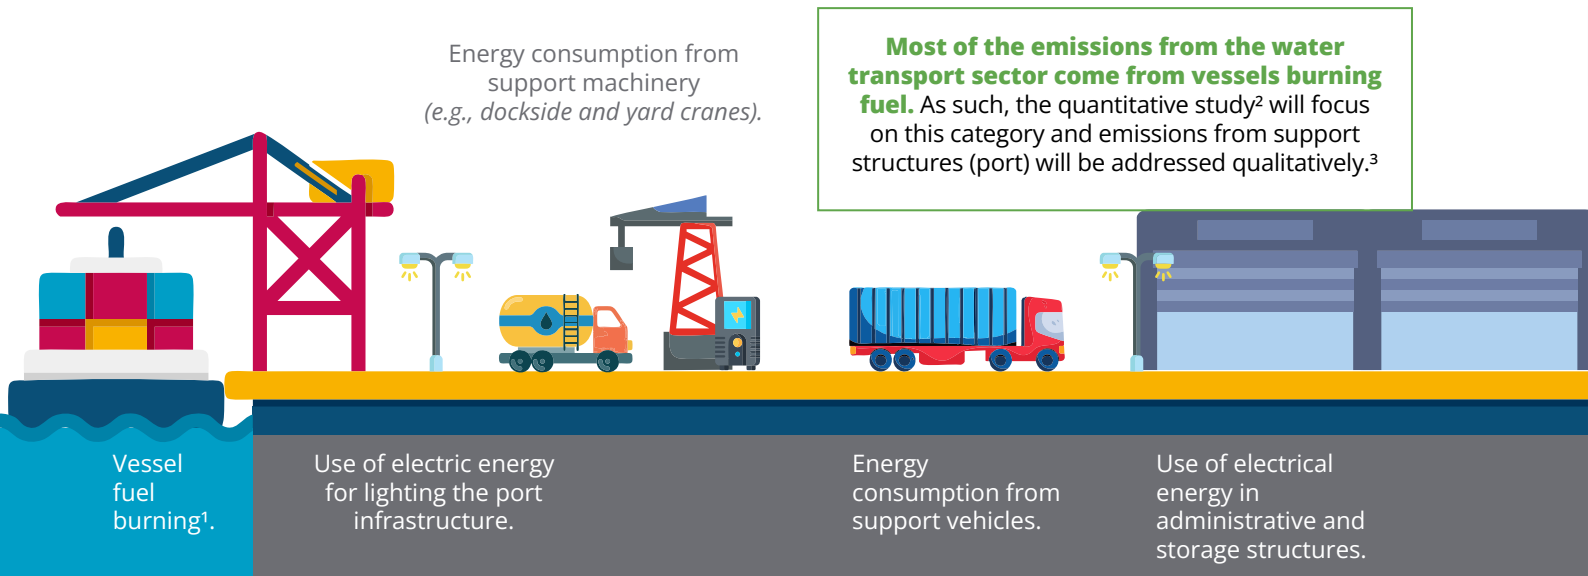 Energy consumption from
support machinery
(e.g., dockside and yard cranes).
Most of the emissions from the water
transport sector come from vessels burning
fuel. As such, the quantitative study² will focus
on this category and emissions from support
structures (port) will be addressed qualitatively.³
Vessel
fuel
burning¹.
Use of electric energy
for lighting the port
infrastructure.
Energy
consumption from
support vehicles.
Use of electrical
energy in
administrative and
storage structures.